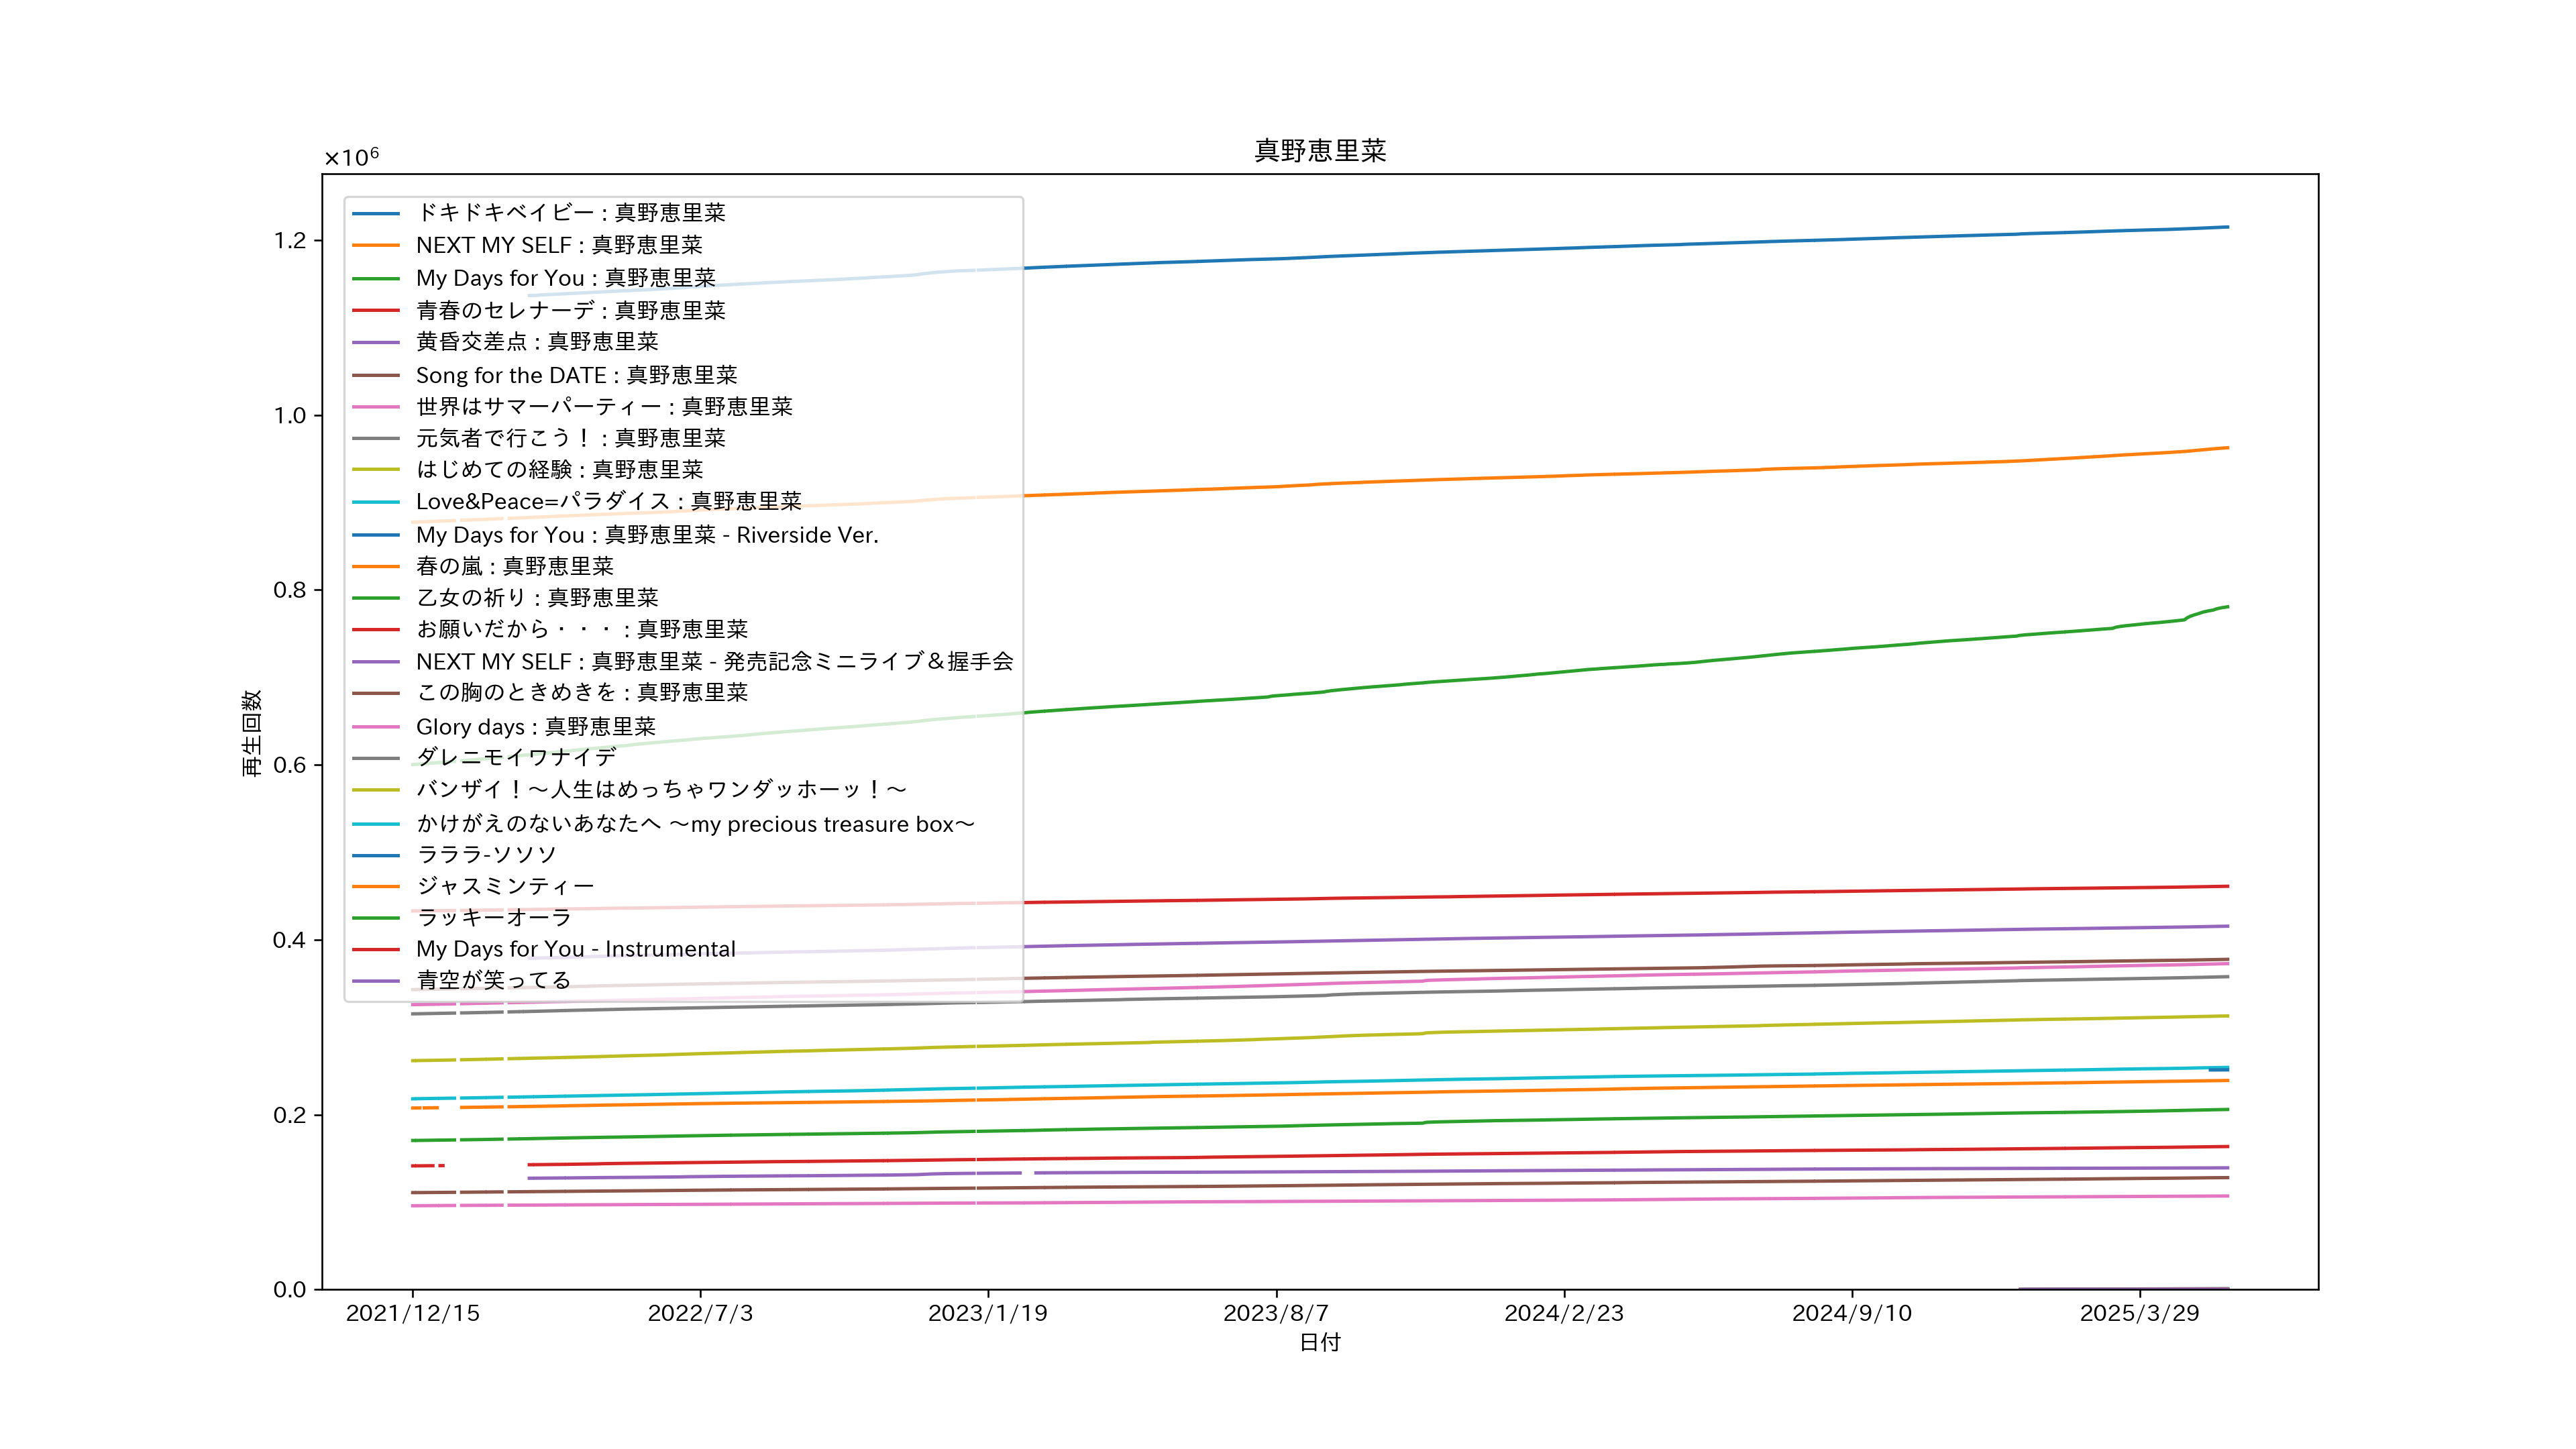 真野恵里菜
×10⁶
1.2
1.0
0.8
0.6
0.4
0.2
0.0
再生回数
ドキドキベイビー : 真野恵里菜
NEXT MY SELF : 真野恵里菜
My Days for You : 真野恵里菜
青春のセレナーデ : 真野恵里菜
黄昏交差点 : 真野恵里菜
Song for the DATE : 真野恵里菜
世界はサマーパーティー : 真野恵里菜
元気者で行こう! : 真野恵里菜
はじめての経験 : 真野恵里菜
Love&Peace=パラダイス : 真野恵里菜
My Days for You : 真野恵里菜 - Riverside Ver.
春の嵐 : 真野恵里菜
乙女の祈り : 真野恵里菜
お願いだから・・・ : 真野恵里菜
NEXT MY SELF : 真野恵里菜 - 発売記念ミニライブ&握手会
この胸のときめきを : 真野恵里菜
Glory days : 真野恵里菜
ダレニモイワナイデ
バンザイ!〜人生はめっちゃワンダッホーッ!〜
かけがえのないあなたへ 〜my precious treasure box〜
ラララ-ソソソ
ジャスミンティー
ラッキーオーラ
My Days for You - Instrumental
青空が笑ってる
2021/12/15
2022/7/3
2023/1/19
2023/8/7
2024/2/23
2024/9/10
2025/3/29
日付